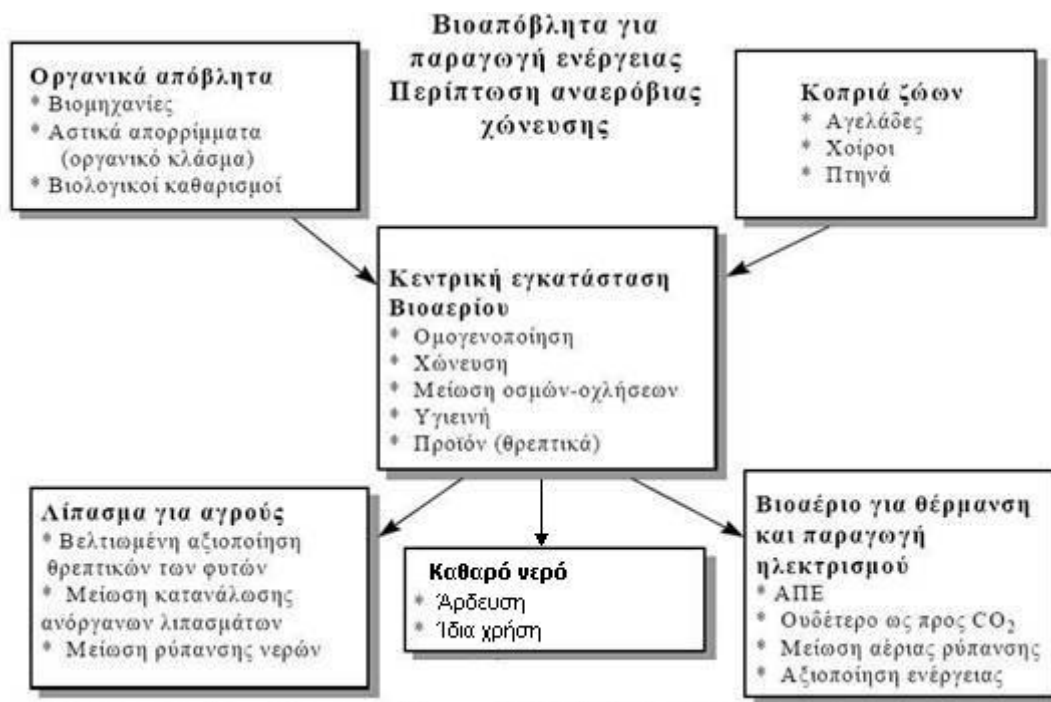 Βιοαπόβλητα για
παραγωγή ενέργειας
Περίπτωση αναερόβιας
χώνευσης
Οργανικά απόβλητα
* Βιομηχανίες
* Αστικά απορρίμματα
(οργανικό κλάσμα)
* Βιολογικοί καθαρισμοί
Κοπριά ζώων
* Αγελάδες
* Χοίροι
* Πτηνά
Κεντρική εγκατάσταση
Βιοαερίου
* Ομογενοποίηση
* Χώνευση
* Μείωση οσμών-οχλήσεων
* Υγιεινή
* Προϊόν (θρεπτικά)
Λίπασμα για αγρούς
* Βελτιωμένη αξιοποίηση
θρεπτικών των φυτών
* Μείωση κατανάλωσης
ανόργανων λιπασμάτων
* Μείωση ρύπανσης νερών
Καθαρό νερό
* Άρδευση
* Ίδια χρήση
Βιοαέριο για θέρμανση
και παραγωγή
ηλεκτρισμού
* ΑΠΕ
* Ουδέτερο ως προς CO₂
* Μείωση αέριας ρύπανσης
* Αξιοποίηση ενέργειας